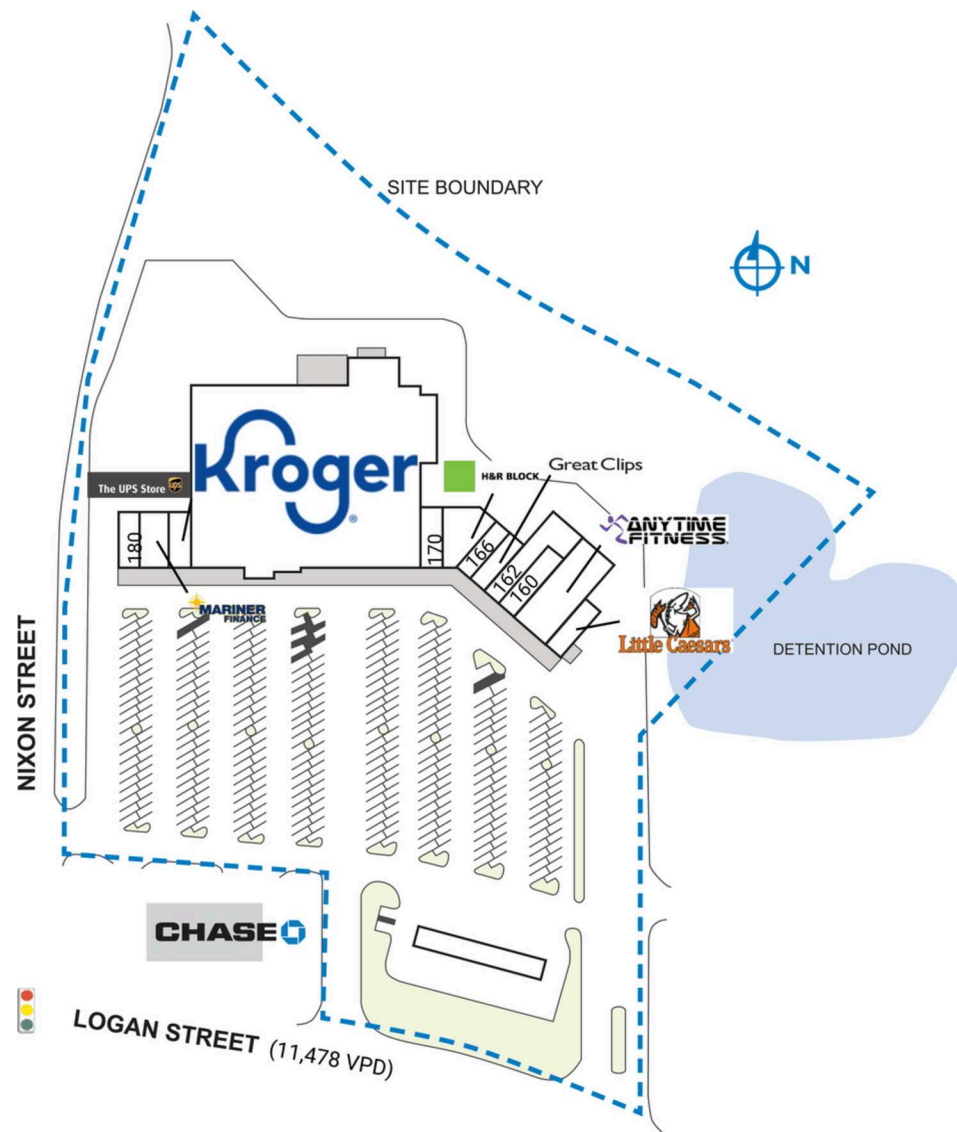 SITE BOUNDARY
N
Kroger
®
The UPS Store
ups
H&R BLOCK
Great Clips
ANYTIME
FITNESS.
180
170
166
162
160
MARINER
FINANCE
Little Caesars
DETENTION POND
NIXON STREET
CHASE
LOGAN STREET (11,478 VPD)